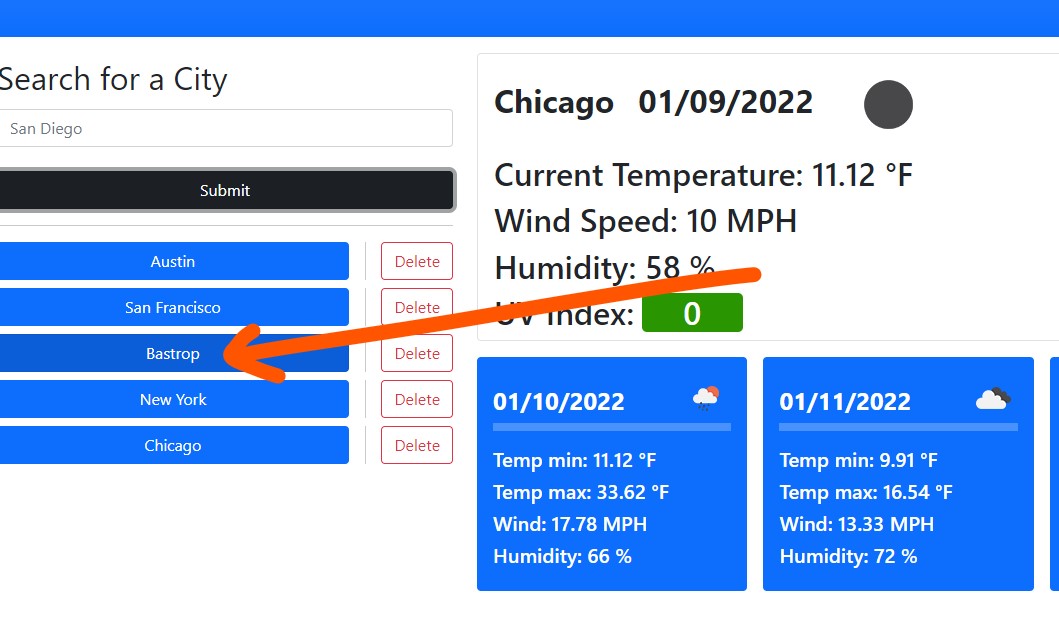 Search for a City
San Diego
Submit
Austin Delete
San Francisco Delete
Bastrop Delete
New York Delete
Chicago Delete
Chicago 01/09/2022
Current Temperature: 11.12 °F
Wind Speed: 10 MPH
Humidity: 58 %
UV Index: 0
01/10/2022
Temp min: 11.12 °F
Temp max: 33.62 °F
Wind: 17.78 MPH
Humidity: 66 %
01/11/2022
Temp min: 9.91 °F
Temp max: 16.54 °F
Wind: 13.33 MPH
Humidity: 72 %